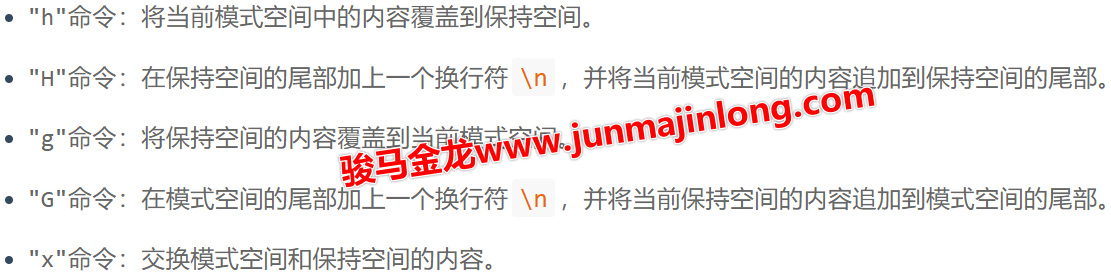 • "h"命令：将当前模式空间中的内容覆盖到保持空间。
• "H"命令：在保持空间的尾部加上一个换行符 \n ，并将当前模式空间的内容追加到保持空间的尾部。
• "g"命令：将保持空间的内容覆盖到当前模式空间。
骏马金龙www.junmajinlong.com
• "G"命令：在模式空间的尾部加上一个换行符 \n ，并将当前保持空间的内容追加到模式空间的尾部。
• "x"命令：交换模式空间和保持空间的内容。